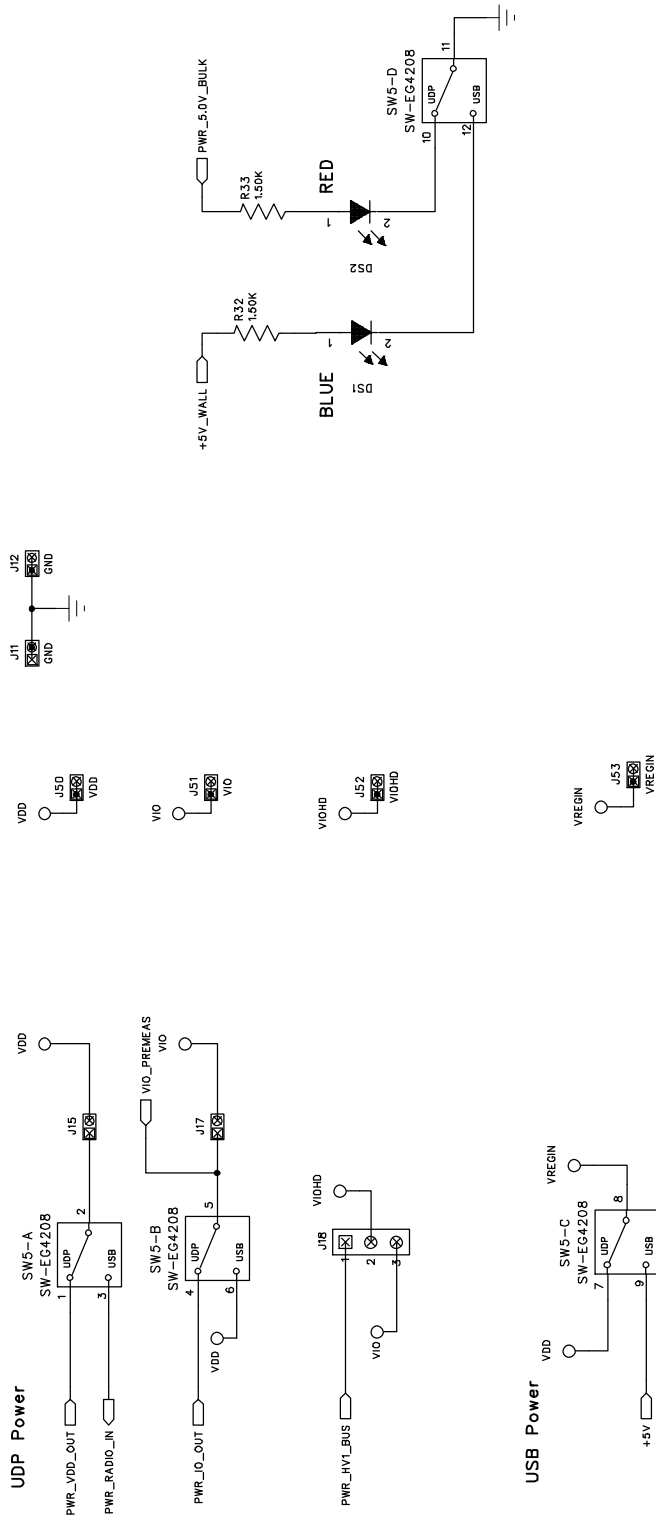 UDP Power
PWR_VDD_OUT
PWR_RADIO_IN
SW5-A
SW-EG4208
1
UDP
2
3
USB
J15
VDD
PWR_IO_OUT
VDD
SW5-B
SW-EG4208
4
UDP
5
6
USB
VIO_PREMEAS
J17
VIO
PWR_HV1_BUS
VIO
J18
1
2
3
VIOHD
USB Power
VDD
+5V
SW5-C
SW-EG4208
7
UDP
8
9
USB
VREGIN
VDD
J50
VDD
VIO
J51
VIO
VIOHD
J52
VIOHD
VREGIN
J53
VREGIN
J11
GND
J12
GND
+5V_WALL
R32
1.50K
BLUE
1
2
DS1
PWR_5.0V_BULK
R33
1.50K
RED
1
2
DS2
SW5-D
SW-EG4208
10
UDP
11
12
USB